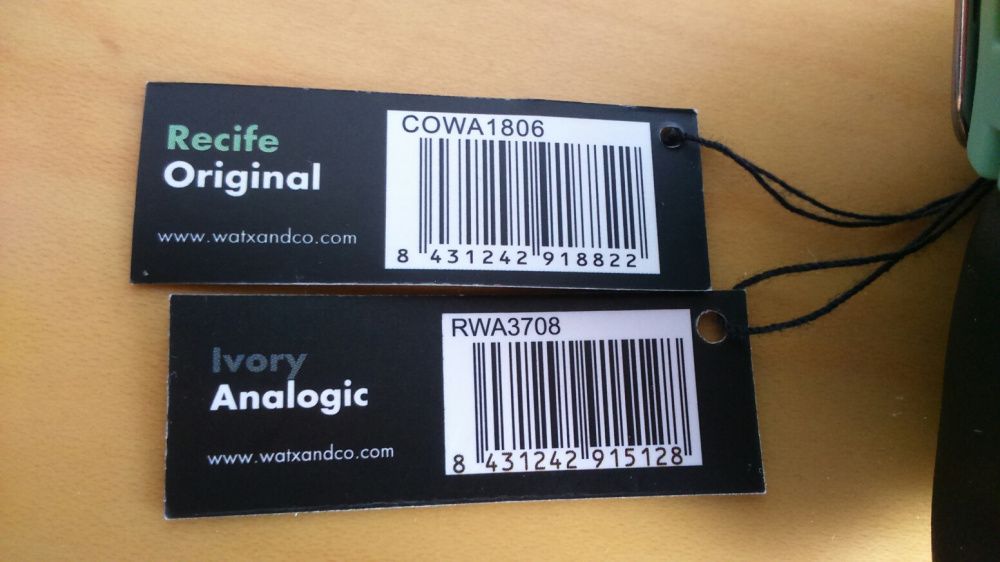 Recife
Original
www.watxandco.com
COWA1806
8 431242 918822
Ivory
Analogic
www.watxandco.com
RWA3708
8 431242 915128